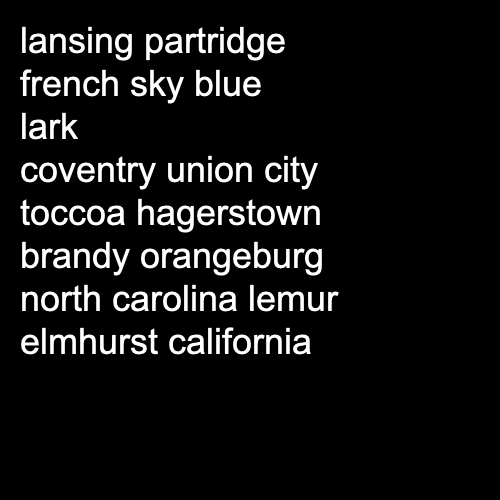 lansing partridge
french sky blue
lark
coventry union city
toccoa hagerstown
brandy orangeburg
north carolina lemur
elmhurst california